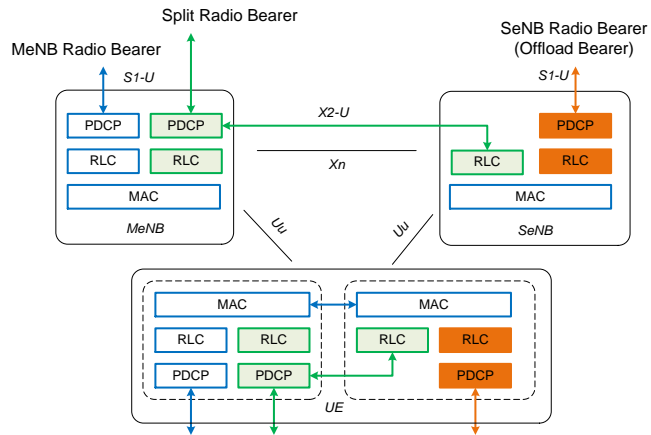 Split Radio Bearer
MeNB Radio Bearer
SeNB Radio Bearer
(Offload Bearer)
S1-U
S1-U
X2-U
PDCP
PDCP
PDCP
RLC
RLC
RLC
RLC
Xn
MAC
MAC
MeNB
SeNB
Uu
Uu
MAC
MAC
RLC
RLC
RLC
RLC
PDCP
PDCP
PDCP
UE